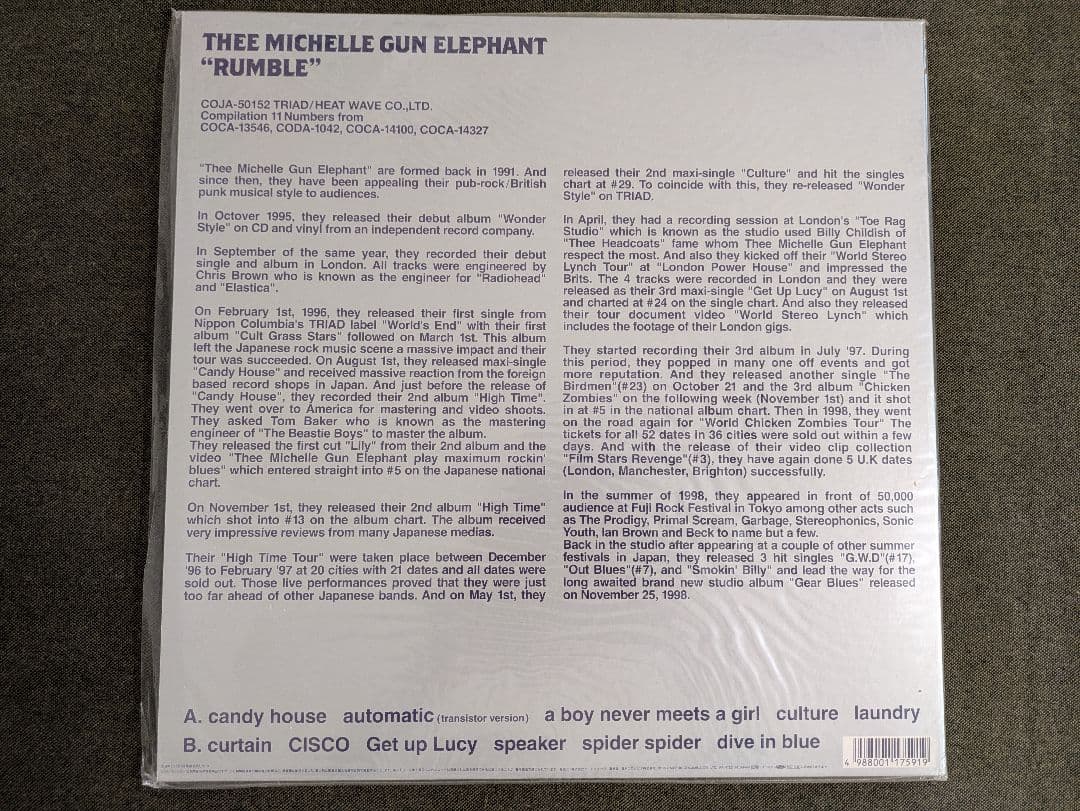 THEE MICHELLE GUN ELEPHANT
“RUMBLE”
COJA-50152 TRIAD/HEAT WAVE CO.,LTD.
Compilation 11 Numbers from
COCA-13546, CODA-1042, COCA-14100, COCA-14327
"Thee Michelle Gun Elephant" are formed back in 1991. And
since then, they have been appealing their pub-rock/British
punk musical style to audiences.
In Octover 1995, they released their debut album "Wonder
Style" on CD and vinyl from an independent record company.
In September of the same year, they recorded their debut
single and album in London. All tracks were engineered by
Chris Brown who is known as the engineer for "Radiohead"
and "Elastica".
On February 1st, 1996, they released their first single from
Nippon Columbia's TRIAD label "World's End" with their first
album "Cult Grass Stars" followed on March 1st. This album
left the Japanese rock music scene a massive impact and their
tour was succeeded. On August 1st, they released maxi-single
"Candy House" and received massive reaction from the foreign
based record shops in Japan. And just before the release of
"Candy House", they recorded their 2nd album "High Time".
They went over to America for mastering and video shoots.
They asked Tom Baker who is known as the mastering
engineer of "The Beastie Boys" to master the album.
They released the first cut "Lily" from their 2nd album and the
video "Thee Michelle Gun Elephant play maximum rockin'
blues" which entered straight into #5 on the Japanese national
chart.
On November 1st, they released their 2nd album "High Time"
which shot into #13 on the album chart. The album received
very impressive reviews from many Japanese medias.
Their "High Time Tour" were taken place between December
'96 to February '97 at 20 cities with 21 dates and all dates were
sold out. Those live performances proved that they were just
too far ahead of other Japanese bands. And on May 1st, they
released their 2nd maxi-single "Culture" and hit the singles
chart at #29. To coincide with this, they re-released "Wonder
Style" on TRIAD.
In April, they had a recording session at London's "Toe Rag
Studio" which is known as the studio used Billy Childish of
"Thee Headcoats" fame whom Thee Michelle Gun Elephant
respect the most. And also they kicked off their "World Stereo
Lynch Tour" at "London Power House" and impressed the
Brits. The 4 tracks were recorded in London and they were
released as their 3rd maxi-single "Get Up Lucy" on August 1st
and charted at #24 on the single chart. And also they released
their tour document video "World Stereo Lynch" which
includes the footage of their London gigs.
They started recording their 3rd album in July '97. During
this period, they popped in many one off events and got
more reputation. And they released another single "The
Birdmen"(#23) on October 21 and the 3rd album "Chicken
Zombies" on the following week (November 1st) and it shot
in at #5 in the national album chart. Then in 1998, they went
on the road again for "World Chicken Zombies Tour" The
tickets for all 52 dates in 36 cities were sold out within a few
days. And with the release of their video clip collection
"Film Stars Revenge"(#3), they have again done 5 U.K dates
(London, Manchester, Brighton) successfully.
In the summer of 1998, they appeared in front of 50,000
audience at Fuji Rock Festival in Tokyo among other acts such
as The Prodigy, Primal Scream, Garbage, Stereophonics, Sonic
Youth, Ian Brown and Beck to name but a few.
Back in the studio after appearing at a couple of other summer
festivals in Japan, they released 3 hit singles "G.W.D"(#17),
"Out Blues"(#7), and "Smokin' Billy" and lead the way for the
long awaited brand new studio album "Gear Blues" released
on November 25, 1998.
A. candy house automatic (transistor version) a boy never meets a girl culture laundry
B. curtain CISCO Get up Lucy speaker spider spider dive in blue
4 988001 175919